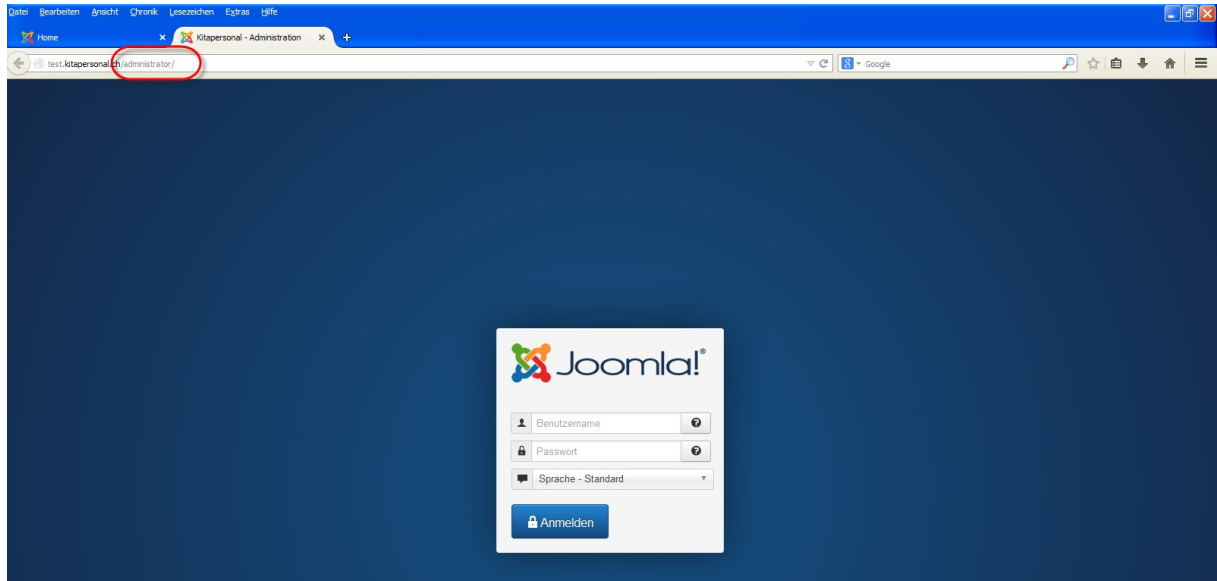 Datei Bearbeiten Ansicht Chronik Lesezeichen Extras Hilfe
Home Kitapersonal - Administration
test.kitapersonal.ch/administrator/ Google
Joomla!®
Benutzername
Passwort
Sprache - Standard
Anmelden